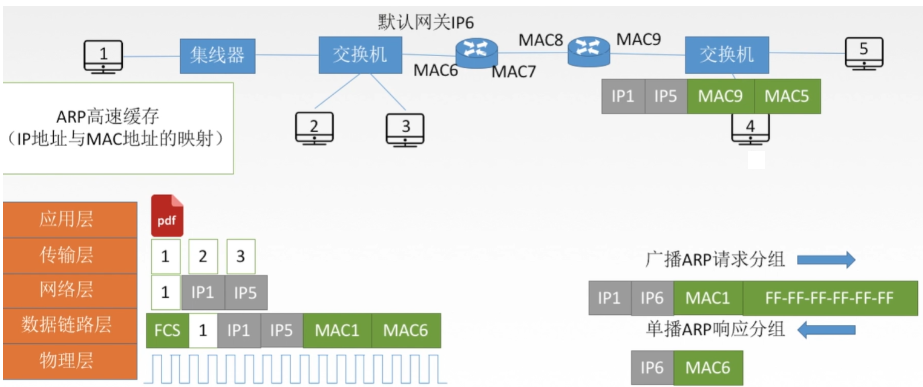 默认网关IP6
1
集线器
交换机
MAC6
MAC7
MAC8
MAC9
交换机
5
IP1 IP5 MAC9 MAC5
2
3
4
ARP高速缓存
（IP地址与MAC地址的映射）
应用层
pdf
传输层
1 2 3
网络层
1 IP1 IP5
数据链路层
FCS 1 IP1 IP5 MAC1 MAC6
物理层
广播ARP请求分组
IP1 IP6 MAC1 FF-FF-FF-FF-FF-FF
单播ARP响应分组
IP6 MAC6